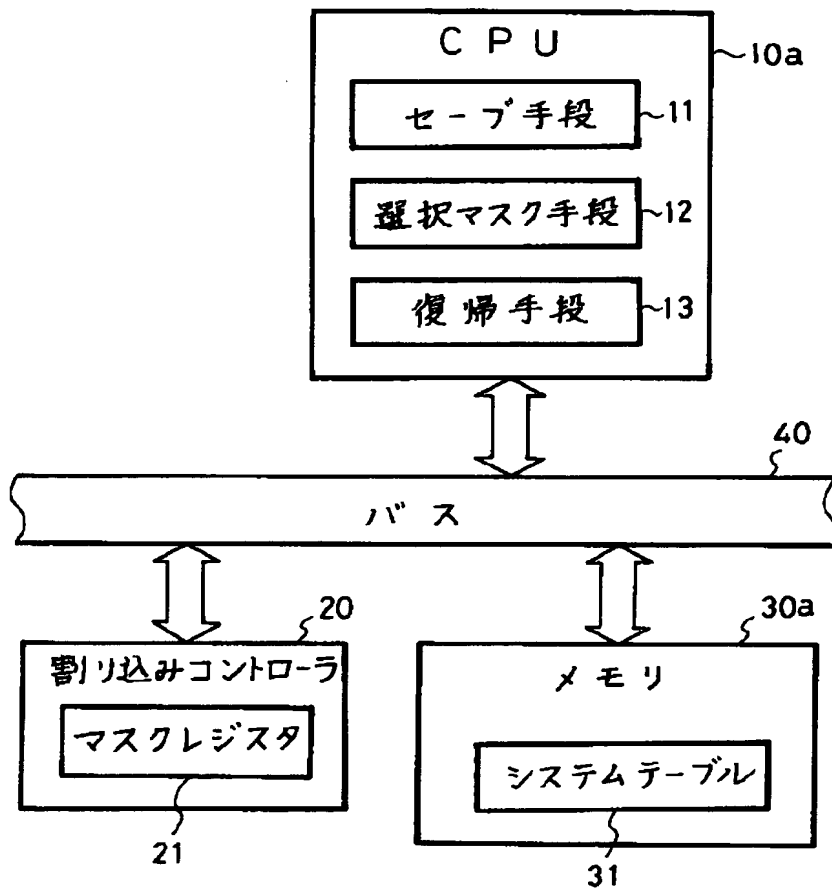 CPU
10a
セーブ手段
11
選択マスク手段
12
復帰手段
13
40
バス
20
割り込みコントローラ
マスクレジスタ
21
30a
メモリ
システムテーブル
31